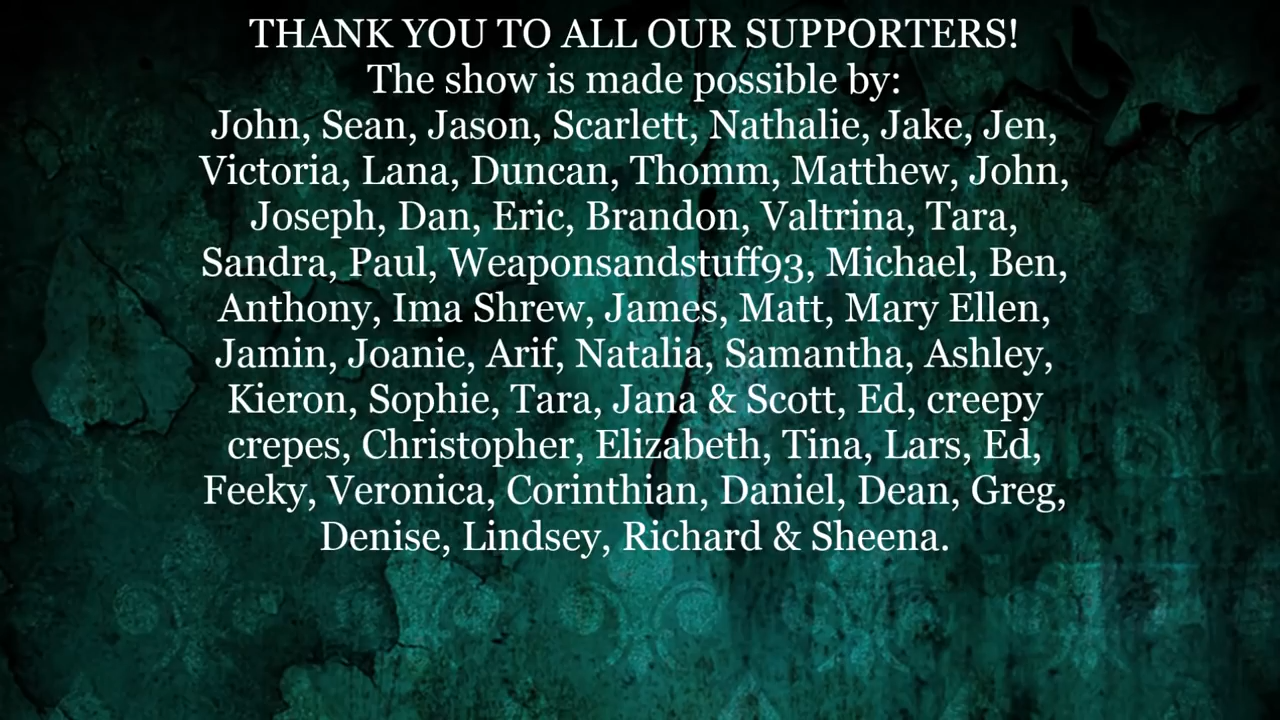 THANK YOU TO ALL OUR SUPPORTERS!
The show is made possible by:
John, Sean, Jason, Scarlett, Nathalie, Jake, Jen,
Victoria, Lana, Duncan, Thomm, Matthew, John,
Joseph, Dan, Eric, Brandon, Valtrina, Tara,
Sandra, Paul, Weaponsandstuff93, Michael, Ben,
Anthony, Ima Shrew, James, Matt, Mary Ellen,
Jamin, Joanie, Arif, Natalia, Samantha, Ashley,
Kieron, Sophie, Tara, Jana & Scott, Ed, creepy
crepes, Christopher, Elizabeth, Tina, Lars, Ed,
Feeky, Veronica, Corinthian, Daniel, Dean, Greg,
Denise, Lindsey, Richard & Sheena.